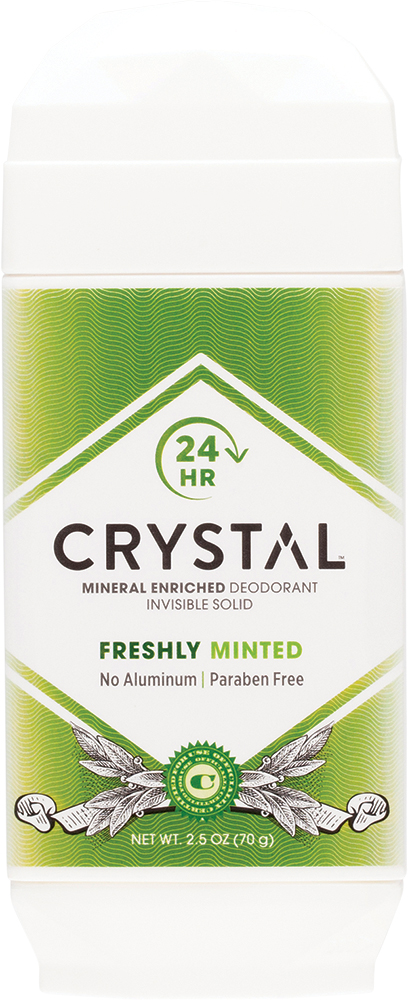 24
HR
CRYSTAL™
MINERAL ENRICHED DEODORANT
INVISIBLE SOLID
FRESHLY MINTED
No Aluminum | Paraben Free
C
NET WT. 2.5 OZ (70 g)